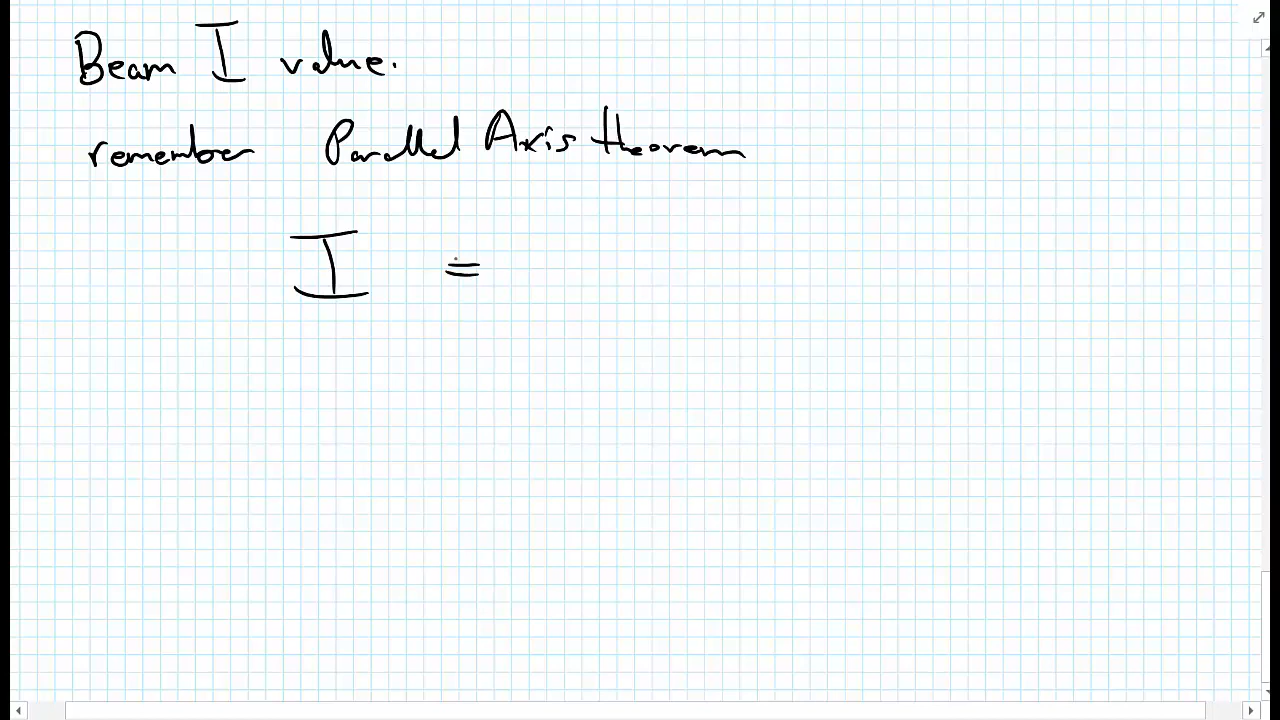 Beam I value.
remember Parallel Axis theorem
I =